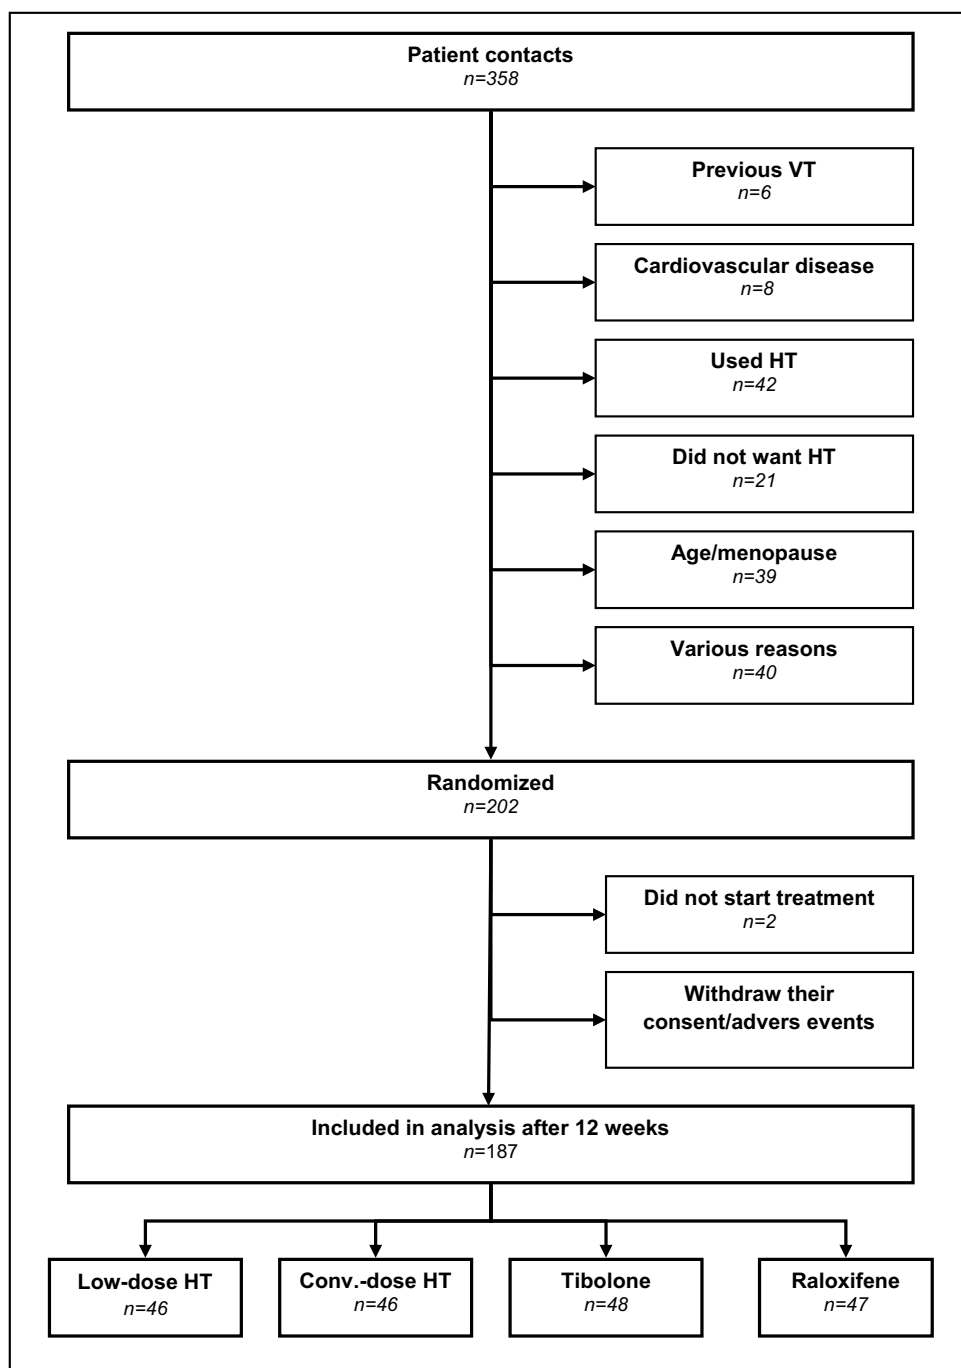 Patient contacts
n=358
Previous VT
n=6
Cardiovascular disease
n=8
Used HT
n=42
Did not want HT
n=21
Age/menopause
n=39
Various reasons
n=40
Randomized
n=202
Did not start treatment
n=2
Withdraw their
consent/advers events
Included in analysis after 12 weeks
n=187
Low-dose HT
n=46
Conv.-dose HT
n=46
Tibolone
n=48
Raloxifene
n=47